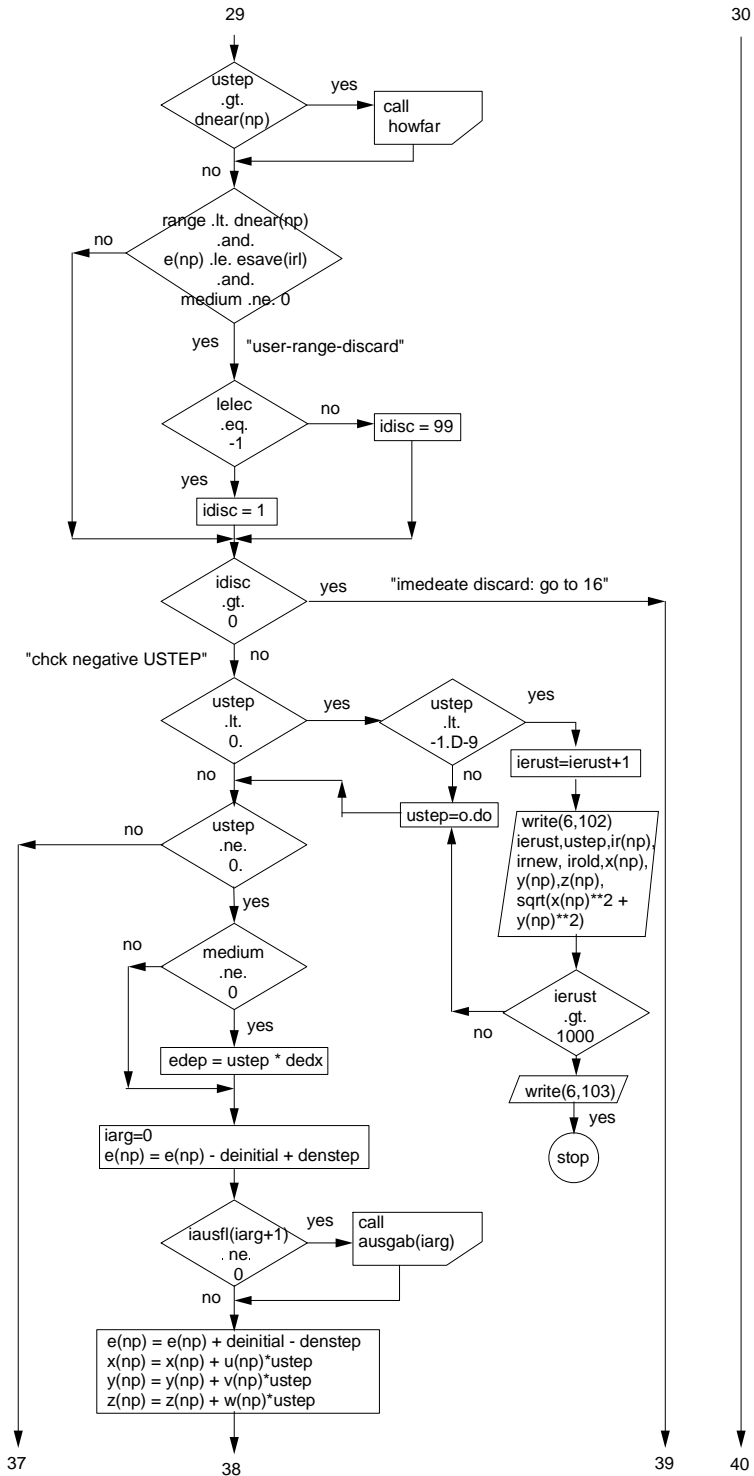 29
30
ustep
.gt.
dnear(np)
yes
call
howfar
no
range .lt. dnear(np)
.and.
e(np) .le. esave(irl)
.and.
medium .ne. 0
no
yes
"user-range-discard"
lelec
.eq.
-1
no
idisc = 99
yes
idisc = 1
idisc
.gt.
0
yes
"imedeate discard: go to 16"
"chck negative USTEP"
no
ustep
.lt.
0.
yes
ustep
.lt.
-1.D-9
yes
ierust=ierust+1
no
no
ustep=o.do
ustep
.ne.
0.
no
write(6,102)
ierust,ustep,ir(np),
irnew, irold,x(np),
y(np),z(np),
sqrt(x(np)**2 +
y(np)**2)
yes
medium
.ne.
0
no
ierust
.gt.
1000
no
yes
edep = ustep * dedx
write(6,103)
yes
stop
iarg=0
e(np) = e(np) - deinitial + denstep
iausfl(iarg+1)
. ne.
0
yes
call
ausgab(iarg)
no
e(np) = e(np) + deinitial - denstep
x(np) = x(np) + u(np)*ustep
y(np) = y(np) + v(np)*ustep
z(np) = z(np) + w(np)*ustep
37
38
39
40